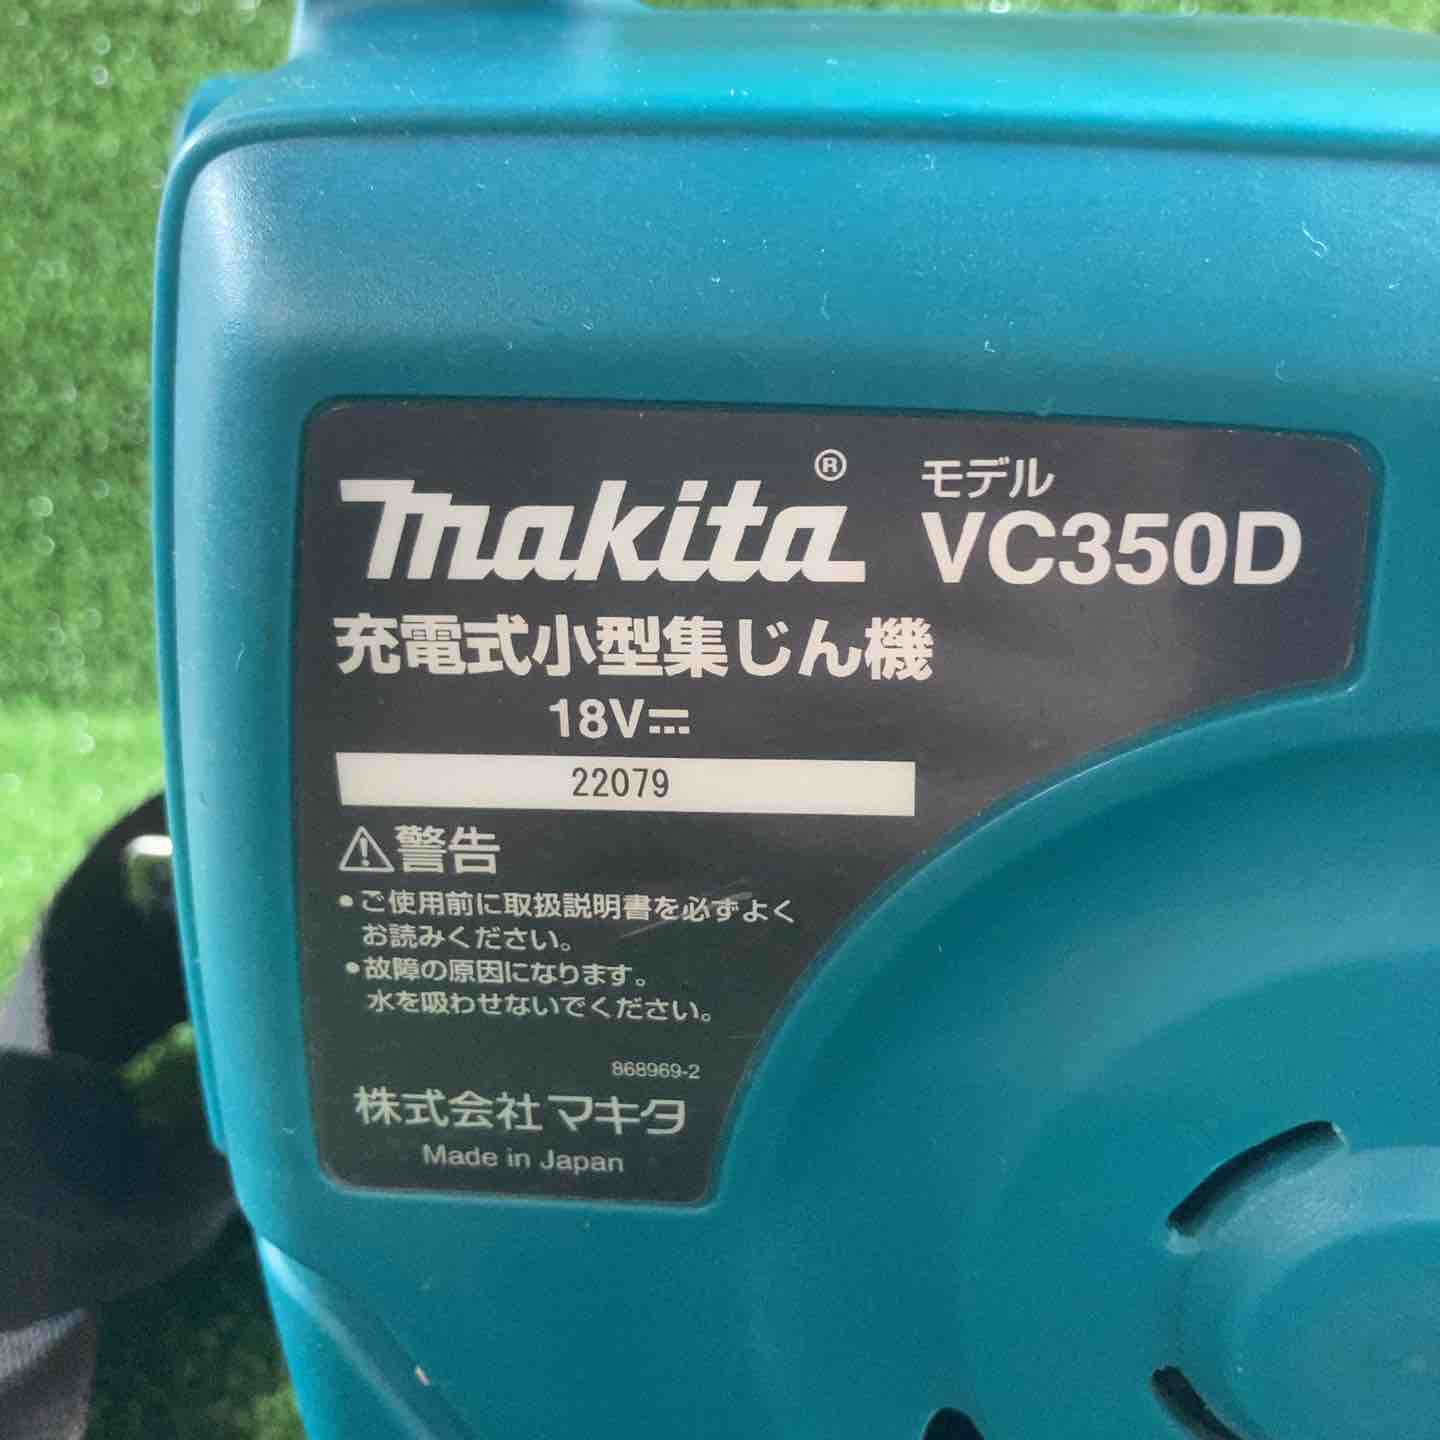 makita®
モデル
VC350D
充電式小型集じん機
18V⎓
22079
⚠警告
•ご使用前に取扱説明書を必ずよく
お読みください。
•故障の原因になります。
水を吸わせないでください。
868969-2
株式会社マキタ
Made in Japan